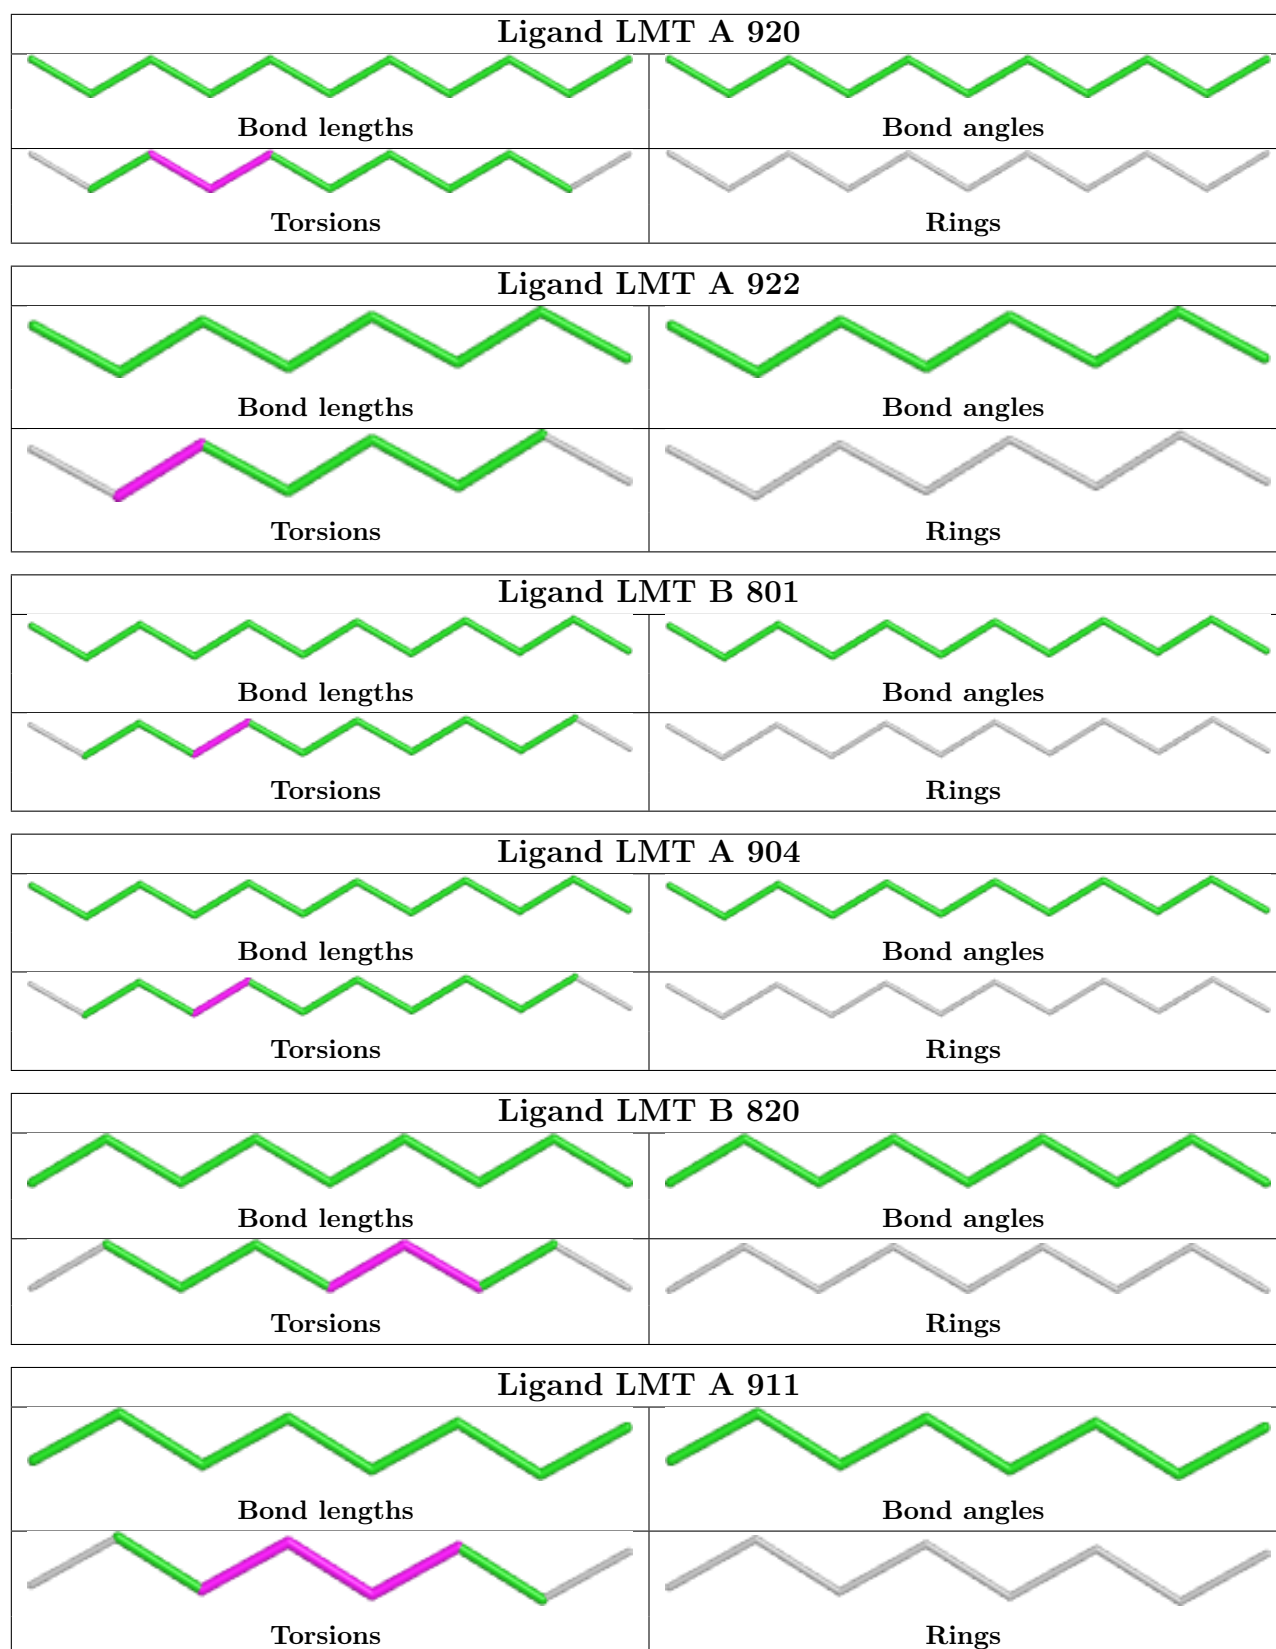 Ligand LMT A 920
Bond lengths Bond angles
Torsions Rings
Ligand LMT A 922
Bond lengths Bond angles
Torsions Rings
Ligand LMT B 801
Bond lengths Bond angles
Torsions Rings
Ligand LMT A 904
Bond lengths Bond angles
Torsions Rings
Ligand LMT B 820
Bond lengths Bond angles
Torsions Rings
Ligand LMT A 911
Bond lengths Bond angles
Torsions Rings